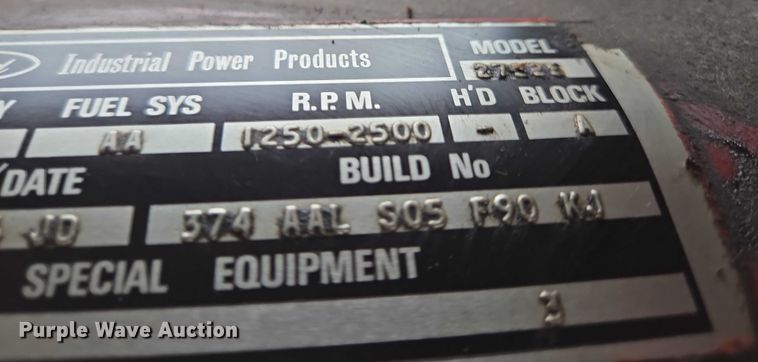 Industrial Power Products MODEL
FUEL SYS R.P.M. H'D BLOCK
AA 1250-2500 - A
/DATE BUILD No
JD 374 AAL S05 F90 KJ
SPECIAL EQUIPMENT
Purple Wave Auction